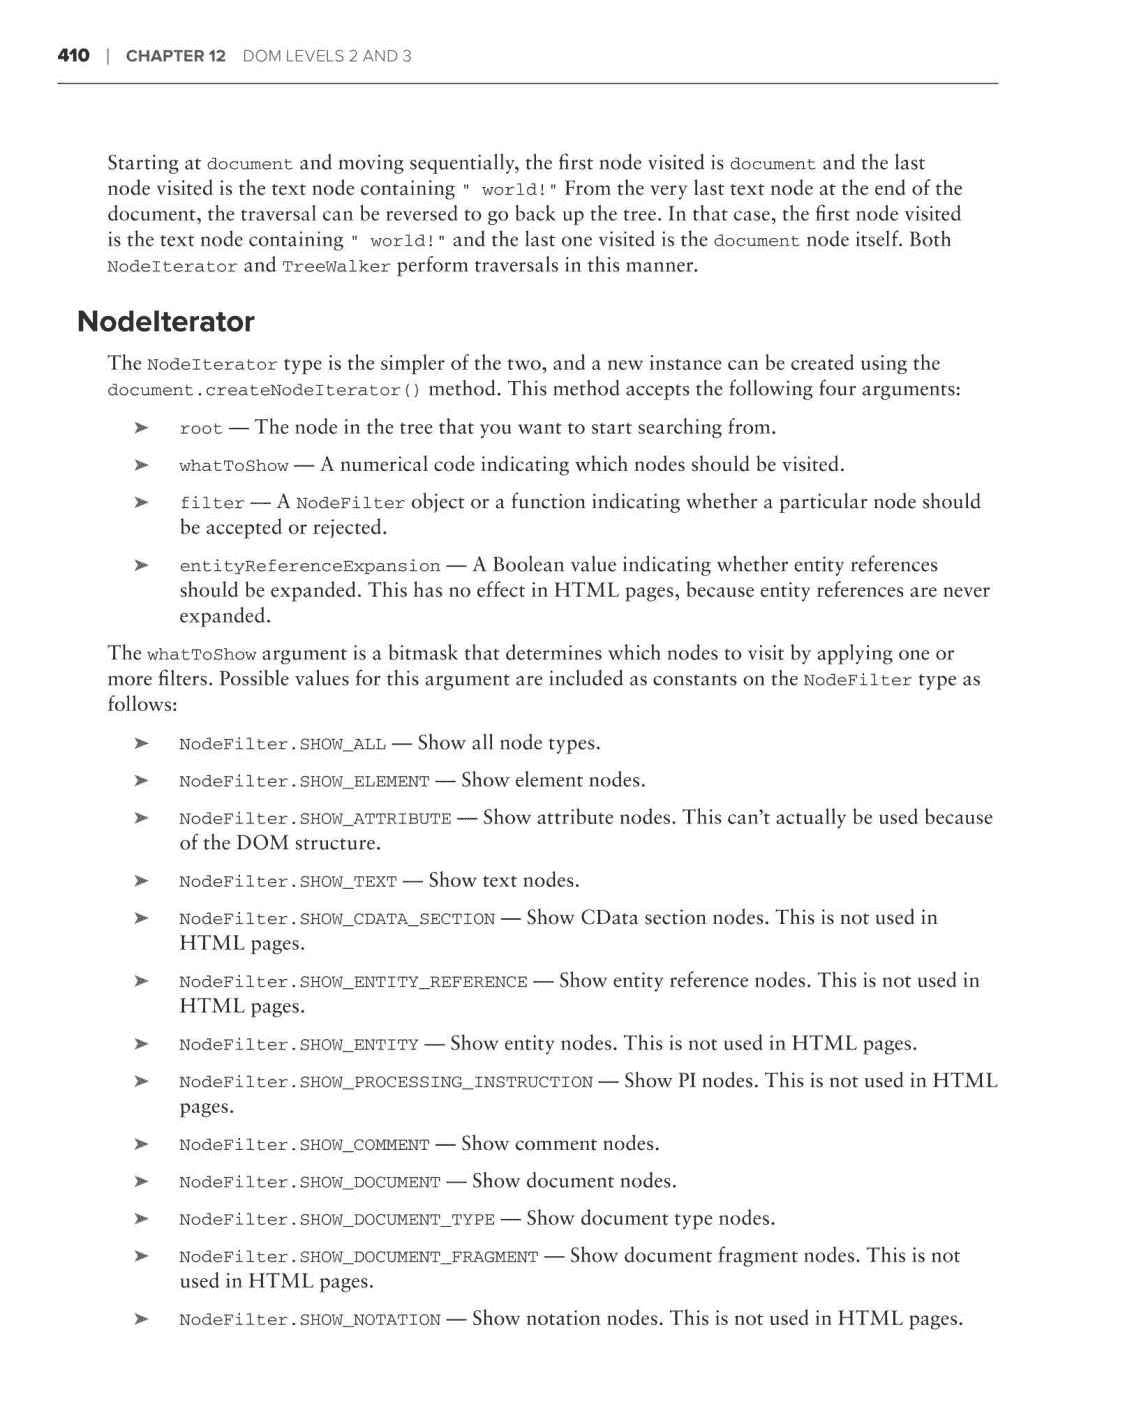 410 | CHAPTER 12 DOM LEVELS 2 AND 3
Starting at document and moving sequentially, the first node visited is document and the last
node visited is the text node containing " world!" From the very last text node at the end of the
document, the traversal can be reversed to go back up the tree. In that case, the first node visited
is the text node containing " world!" and the last one visited is the document node itself. Both
NodeIterator and TreeWalker perform traversals in this manner.
NodeIterator
The NodeIterator type is the simpler of the two, and a new instance can be created using the
document.createNodeIterator() method. This method accepts the following four arguments:
➤ root — The node in the tree that you want to start searching from.
➤ whatToShow — A numerical code indicating which nodes should be visited.
➤ filter — A NodeFilter object or a function indicating whether a particular node should
be accepted or rejected.
➤ entityReferenceExpansion — A Boolean value indicating whether entity references
should be expanded. This has no effect in HTML pages, because entity references are never
expanded.
The whatToShow argument is a bitmask that determines which nodes to visit by applying one or
more filters. Possible values for this argument are included as constants on the NodeFilter type as
follows:
➤ NodeFilter.SHOW_ALL — Show all node types.
➤ NodeFilter.SHOW_ELEMENT — Show element nodes.
➤ NodeFilter.SHOW_ATTRIBUTE — Show attribute nodes. This can’t actually be used because
of the DOM structure.
➤ NodeFilter.SHOW_TEXT — Show text nodes.
➤ NodeFilter.SHOW_CDATA_SECTION — Show CData section nodes. This is not used in
HTML pages.
➤ NodeFilter.SHOW_ENTITY_REFERENCE — Show entity reference nodes. This is not used in
HTML pages.
➤ NodeFilter.SHOW_ENTITY — Show entity nodes. This is not used in HTML pages.
➤ NodeFilter.SHOW_PROCESSING_INSTRUCTION — Show PI nodes. This is not used in HTML
pages.
➤ NodeFilter.SHOW_COMMENT — Show comment nodes.
➤ NodeFilter.SHOW_DOCUMENT — Show document nodes.
➤ NodeFilter.SHOW_DOCUMENT_TYPE — Show document type nodes.
➤ NodeFilter.SHOW_DOCUMENT_FRAGMENT — Show document fragment nodes. This is not
used in HTML pages.
➤ NodeFilter.SHOW_NOTATION — Show notation nodes. This is not used in HTML pages.